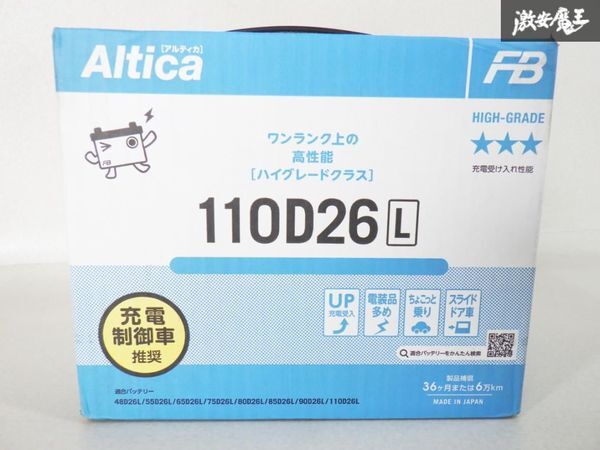 激安魔王
[アルティカ]
Altica
FB
HIGH-GRADE
★★★
充電受け入れ性能
FB
ワンランク上の
高性能
[ハイグレードクラス]
110D26 L
充電
制御車
推奨
UP
充電受入
電装品
多め
ちょこっと
乗り
スライド
ドア車
適合バッテリーをかんたん検索
適合バッテリー
48D26L/55D26L/65D26L/75D26L/80D26L/85D26L/90D26L/110D26L
製品補償
36ヶ月または6万km
MADE IN JAPAN